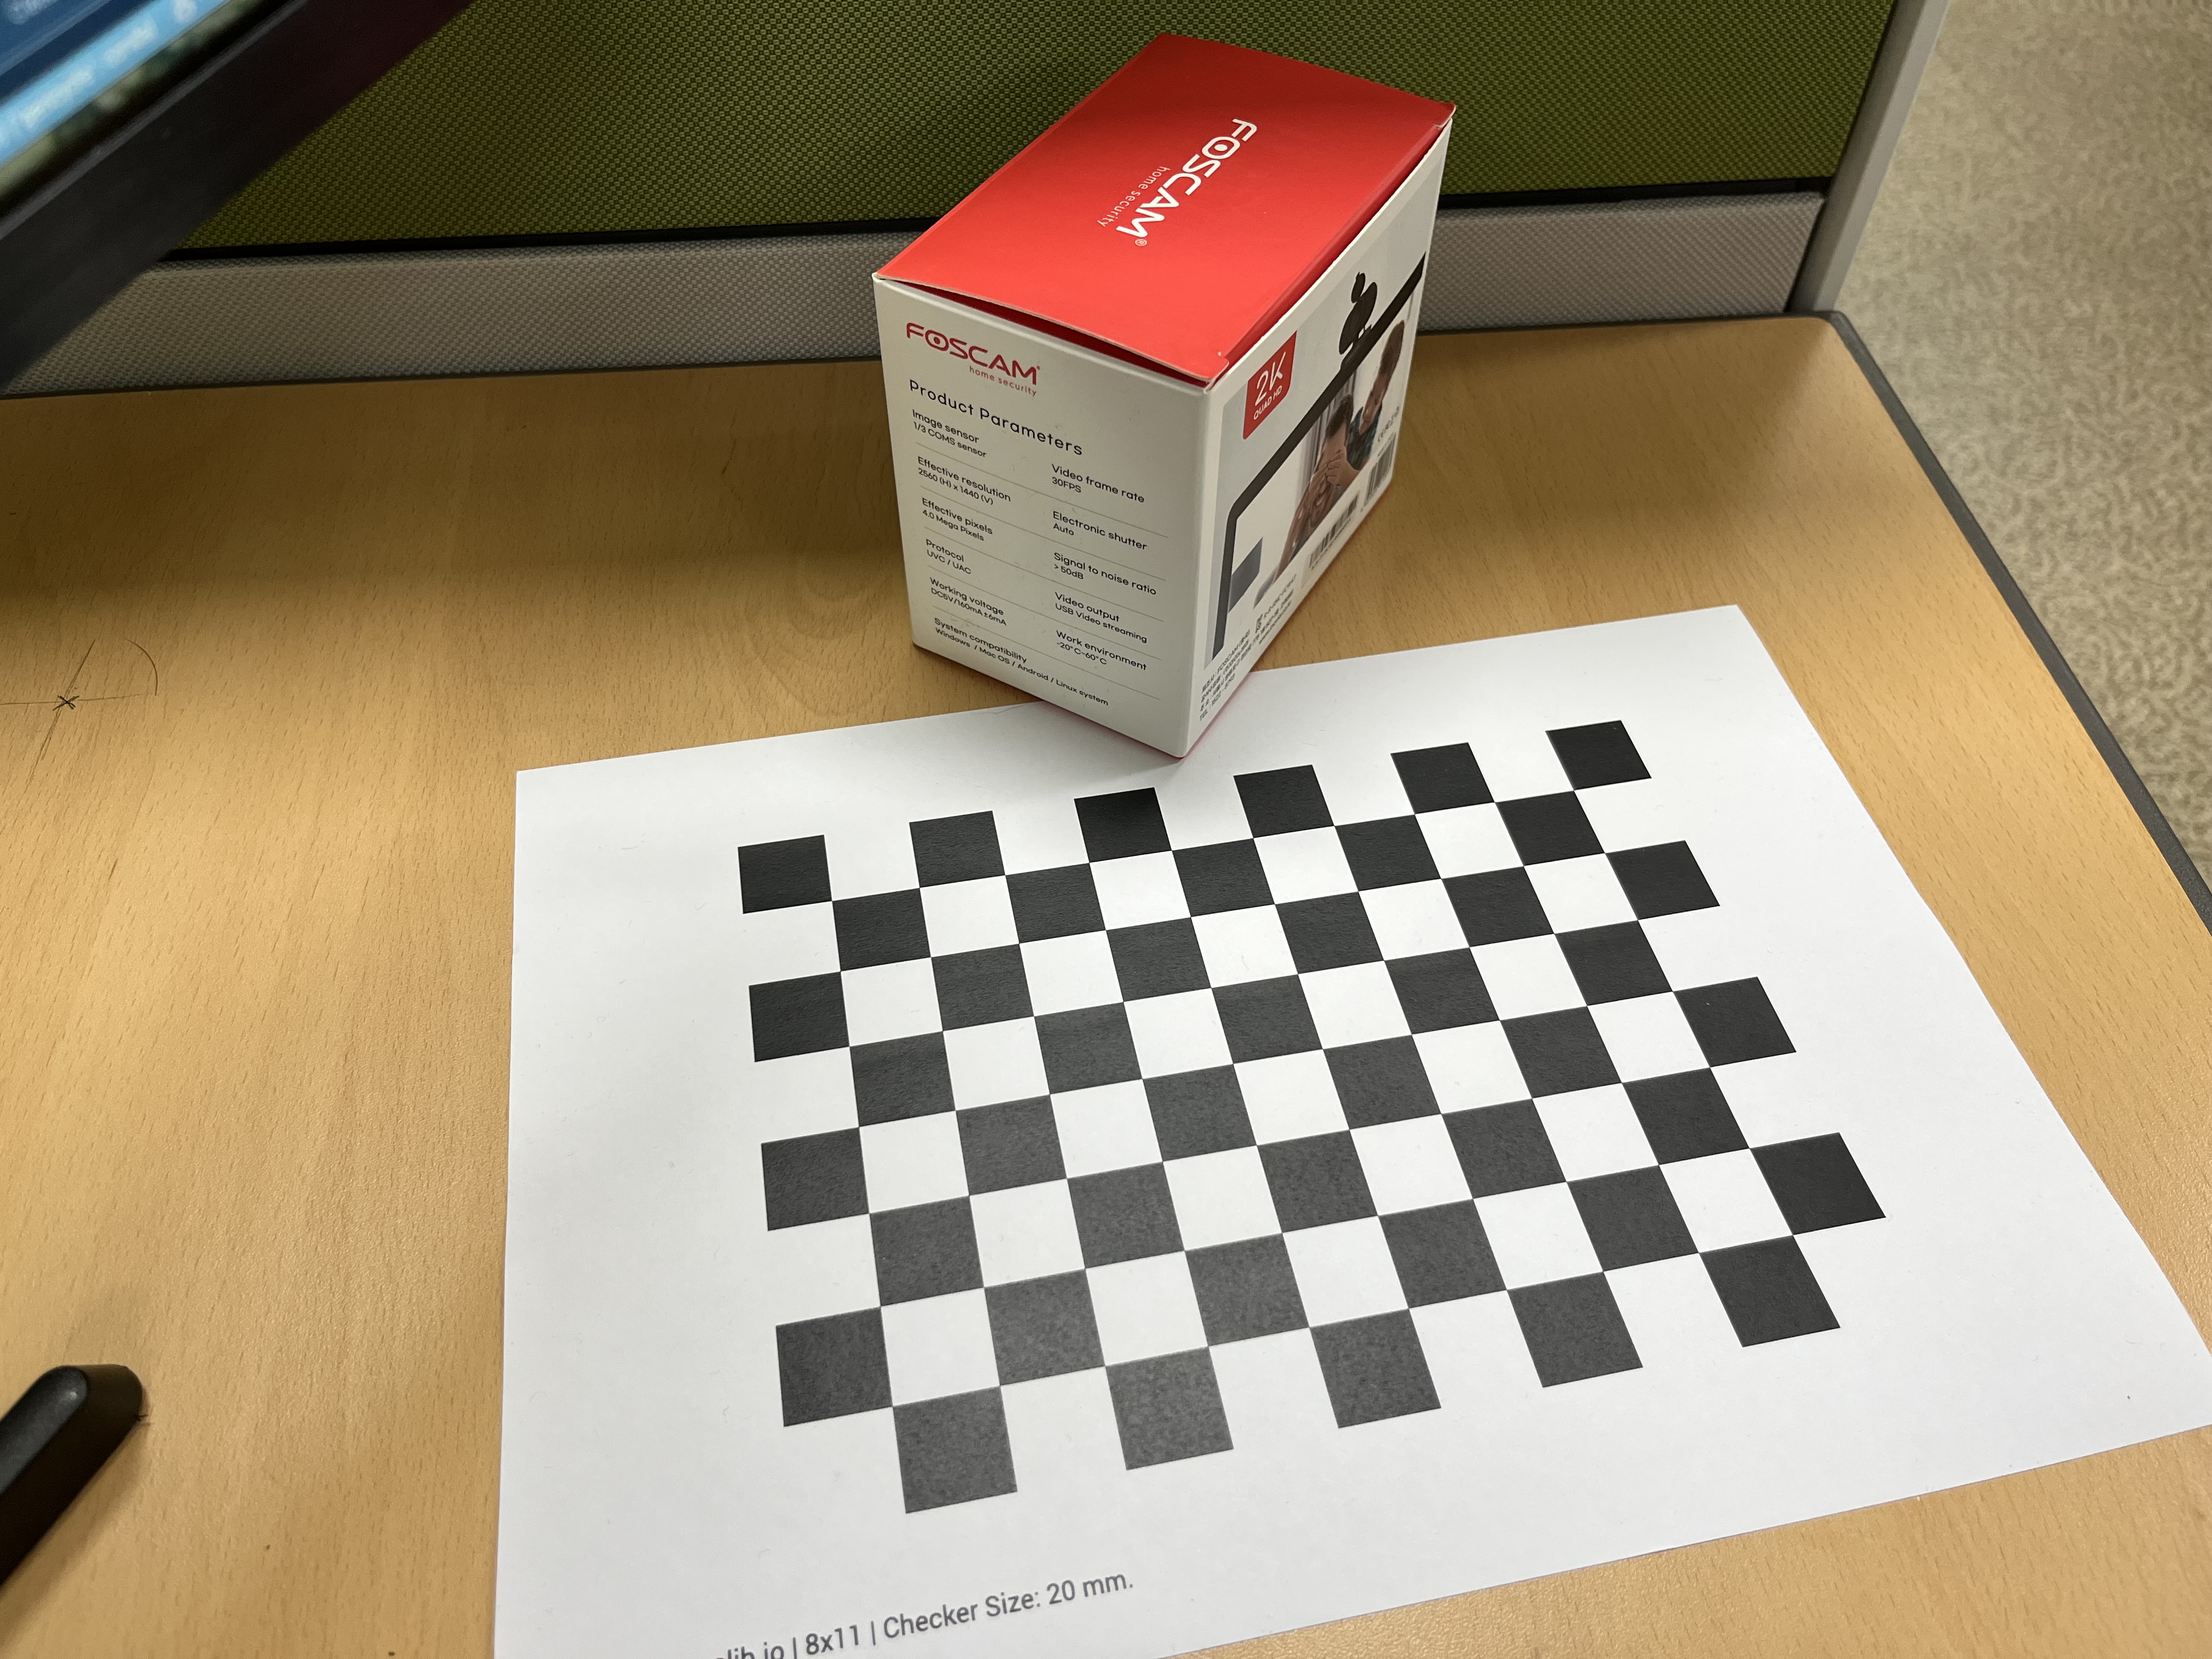 FOSCAM®
home security
FOSCAM®
home security
Product Parameters
Image sensor
1/3 COMS sensor
Effective resolution
2560 (H) x 1440 (V)
Effective pixels
4.0 Mega Pixels
Protocol
UVC / UAC
Working voltage
DC5V/160mA±6mA
System compatibility
Windows / Mac OS / Android / Linux system
Video frame rate
30FPS
Electronic shutter
Auto
Signal to noise ratio
> 50dB
Video output
USB Video streaming
Work environment
-20°C~60°C
2K
QUAD HD
lib.io | 8x11 | Checker Size: 20 mm.